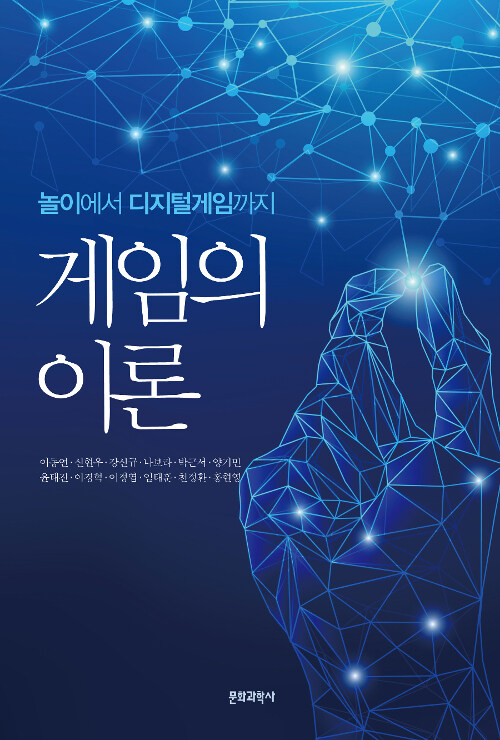 놀이에서 디지털게임까지
게임의
이론
이동연·신현우·강신규·나보라·박근서·양기민
윤태진·이경혁·이정엽·임태훈·천정환·홍현영
문화과학사